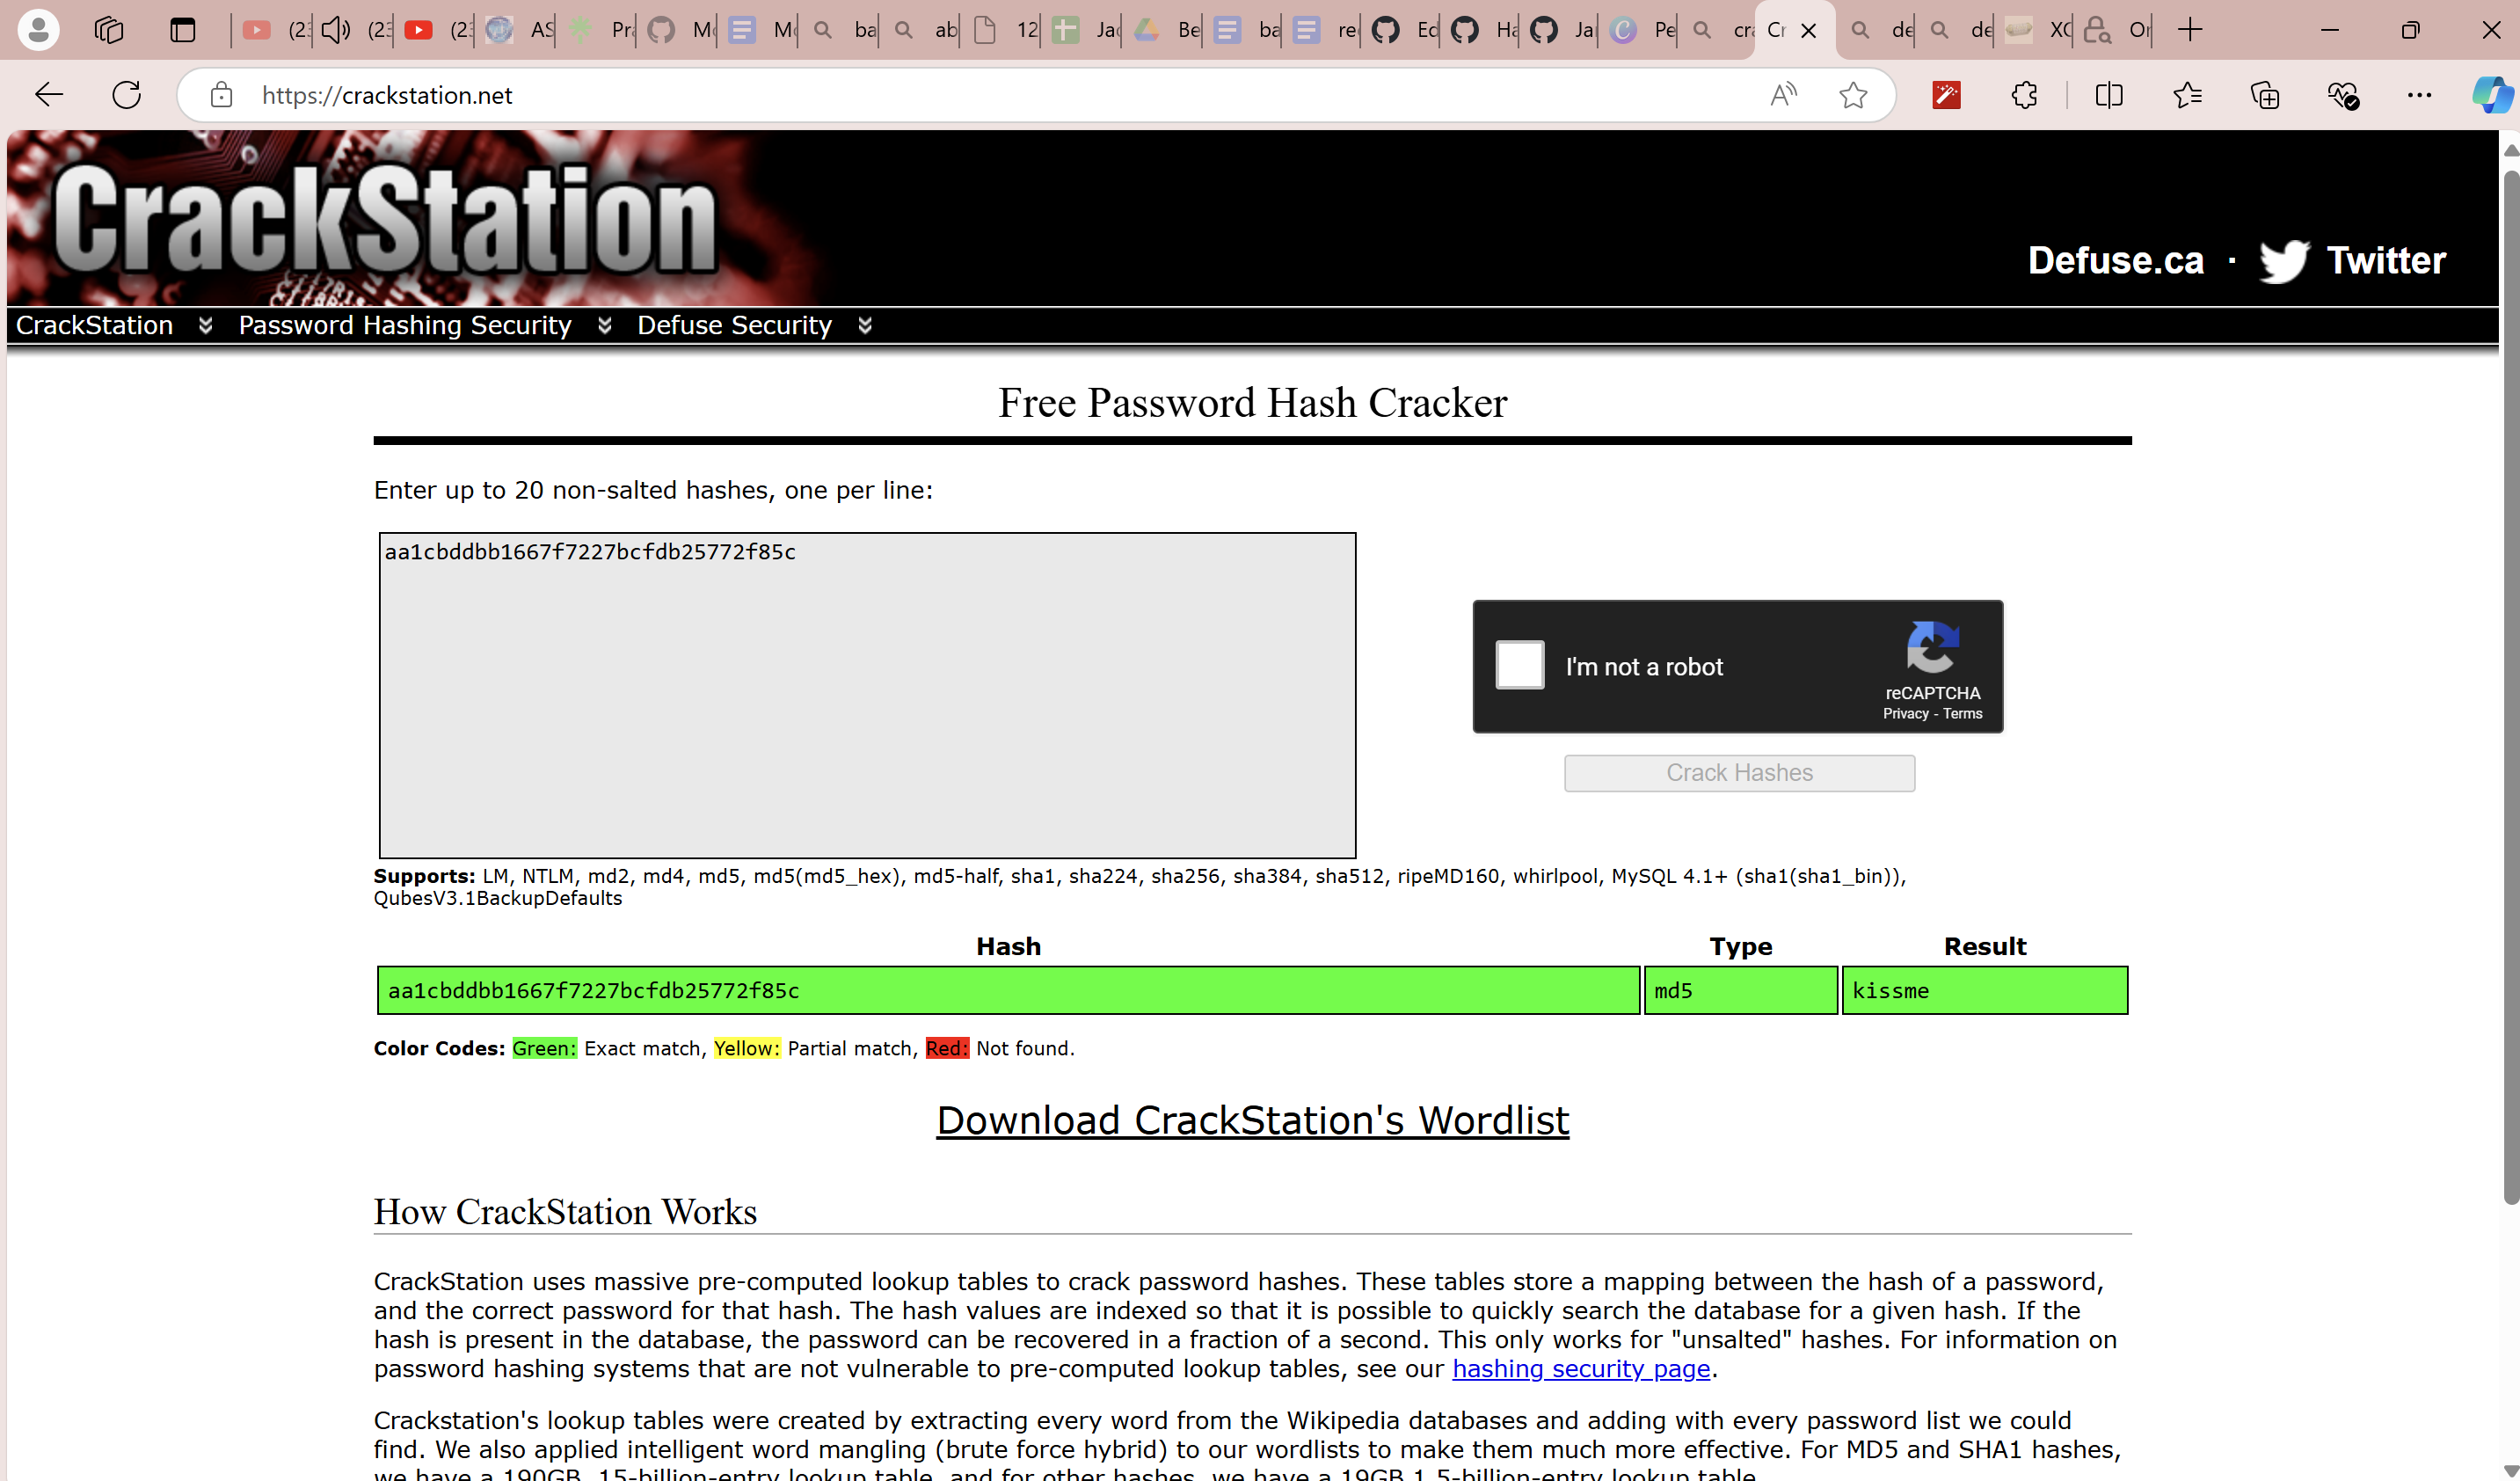 (2
(2
(2
AS
Pr
M
M
ba
ab
12
Ja
Be
ba
re
Ed
Ha
Ja
Pe
cr
Cr
de
de
XC
Or
https://crackstation.net
CrackStation
Defuse.ca · Twitter
CrackStation Password Hashing Security Defuse Security
Free Password Hash Cracker
Enter up to 20 non-salted hashes, one per line:
aa1cbddbb1667f7227bcfdb25772f85c
I'm not a robot
reCAPTCHA
Privacy - Terms
Crack Hashes
Supports: LM, NTLM, md2, md4, md5, md5(md5_hex), md5-half, sha1, sha224, sha256, sha384, sha512, ripeMD160, whirlpool, MySQL 4.1+ (sha1(sha1_bin)),
QubesV3.1BackupDefaults
Hash Type Result
aa1cbddbb1667f7227bcfdb25772f85c md5 kissme
Color Codes: Green: Exact match, Yellow: Partial match, Red: Not found.
Download CrackStation's Wordlist
How CrackStation Works
CrackStation uses massive pre-computed lookup tables to crack password hashes. These tables store a mapping between the hash of a password,
and the correct password for that hash. The hash values are indexed so that it is possible to quickly search the database for a given hash. If the
hash is present in the database, the password can be recovered in a fraction of a second. This only works for "unsalted" hashes. For information on
password hashing systems that are not vulnerable to pre-computed lookup tables, see our hashing security page.
Crackstation's lookup tables were created by extracting every word from the Wikipedia databases and adding with every password list we could
find. We also applied intelligent word mangling (brute force hybrid) to our wordlists to make them much more effective. For MD5 and SHA1 hashes,
we have a 190GB, 15-billion-entry lookup table, and for other hashes, we have a 19GB 1.5-billion-entry lookup table.